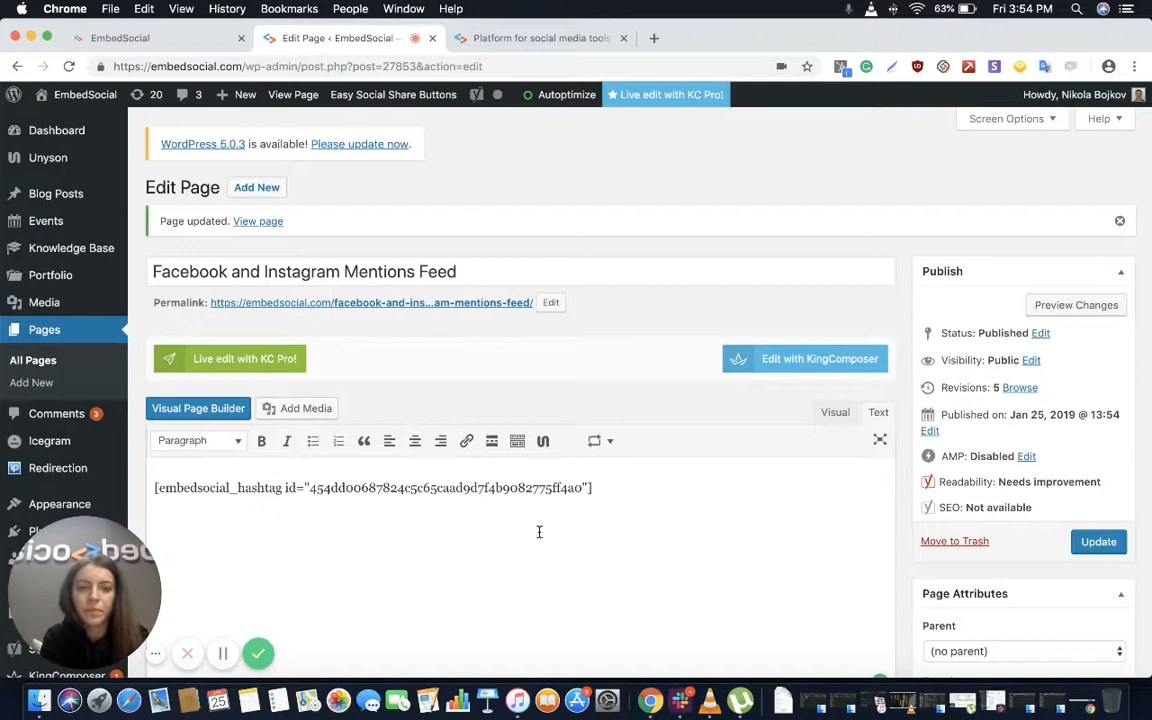 Chrome File Edit View History Bookmarks People Window Help
63% Fri 3:54 PM
EmbedSocial
Edit Page ‹ EmbedSocial —
Platform for social media tools
https://embedsocial.com/wp-admin/post.php?post=27853&action=edit
EmbedSocial 20 3 New View Page Easy Social Share Buttons Autoptimize Live edit with KC Pro! Howdy, Nikola Bojkov
Screen Options Help
Dashboard
Unyson
Blog Posts
Events
Knowledge Base
Portfolio
Media
Pages
All Pages
Add New
Comments 3
Icegram
Redirection
Appearance
KingComposer
WordPress 5.0.3 is available! Please update now.
Edit Page Add New
Page updated. View page
Facebook and Instagram Mentions Feed
Permalink: https://embedsocial.com/facebook-and-ins...am-mentions-feed/ Edit
Live edit with KC Pro!
Edit with KingComposer
Visual Page Builder Add Media
Visual Text
Paragraph
[embedsocial_hashtag id="454dd00687824c5c65caad9d7f4b9082775ff4a0"]
Publish
Preview Changes
Status: Published Edit
Visibility: Public Edit
Revisions: 5 Browse
Published on: Jan 25, 2019 @ 13:54
Edit
AMP: Disabled Edit
Readability: Needs improvement
SEO: Not available
Move to Trash Update
Page Attributes
Parent
(no parent)